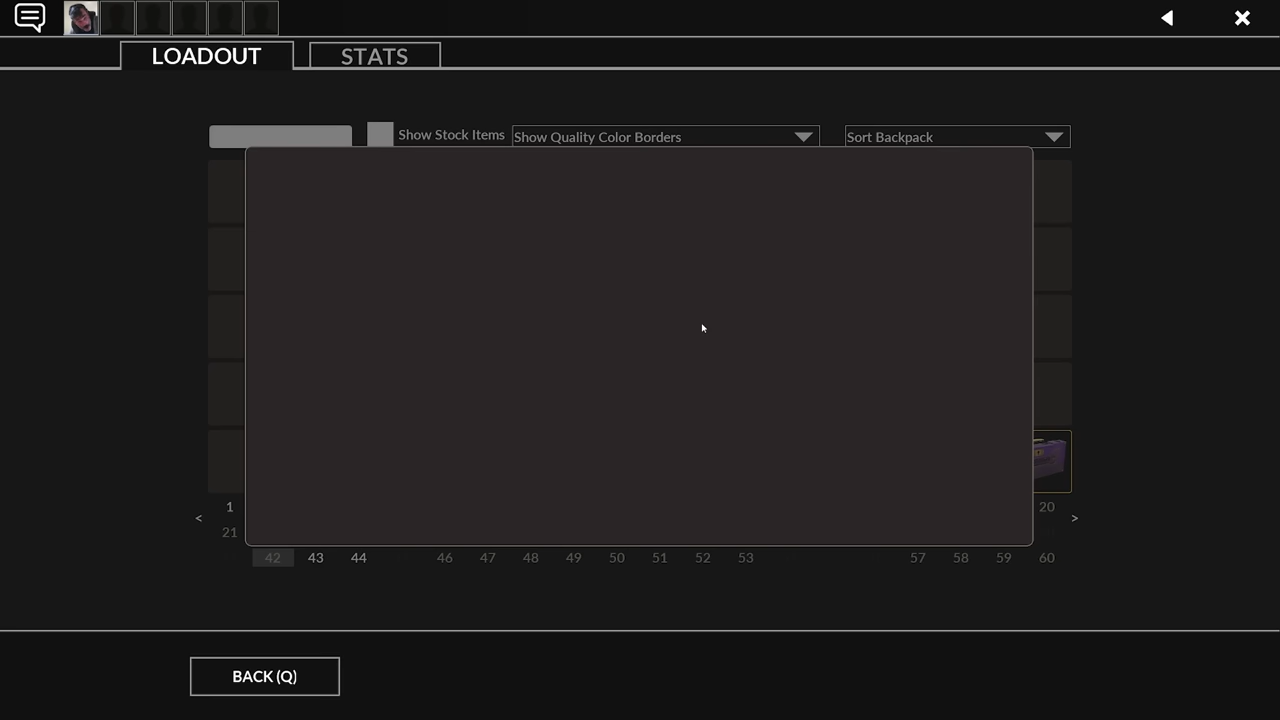 LOADOUT
STATS
Show Stock Items
Show Quality Color Borders
Sort Backpack
1
20
<
>
21
42 43 44 46 47 48 49 50 51 52 53 57 58 59 60
BACK (Q)